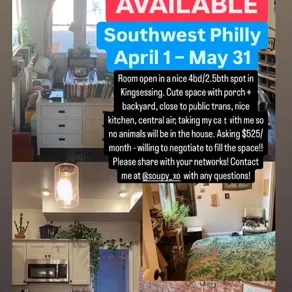 AVAILABLE
Southwest Philly
April 1 – May 31
Room open in a nice 4bd/2.5bth spot in
Kingsessing. Cute space with porch +
backyard, close to public trans, nice
kitchen, central air, taking my cat with me so
no animals will be in the house. Asking $525/
month - willing to negotiate to fill the space!!
Please share with your networks! Contact
me at @soupy_xo with any questions!